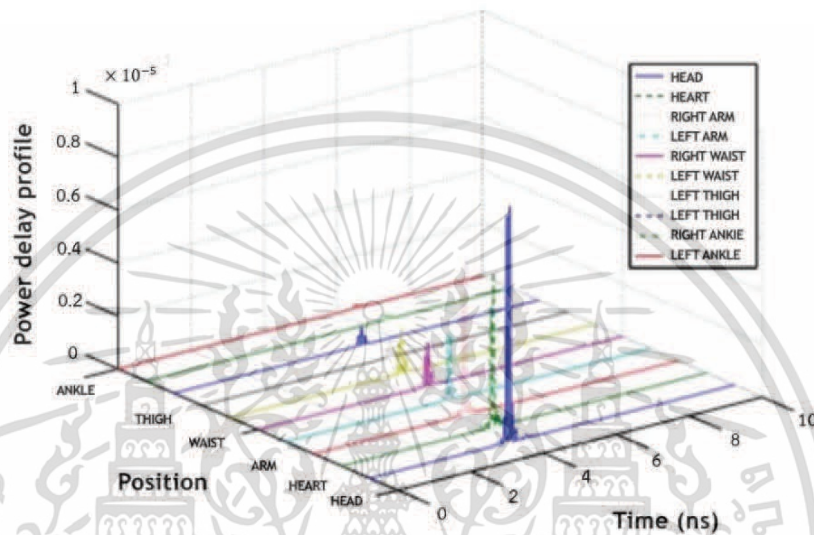 × 10⁻⁵
1
0.8
0.6
0.4
0.2
0
Power delay profile
ANKLE
THIGH
WAIST
ARM
HEART
HEAD
Position
0
2
4
6
8
10
Time (ns)
HEAD
HEART
RIGHT ARM
LEFT ARM
RIGHT WAIST
LEFT WAIST
LEFT THIGH
LEFT THIGH
RIGHT ANKIE
LEFT ANKLE